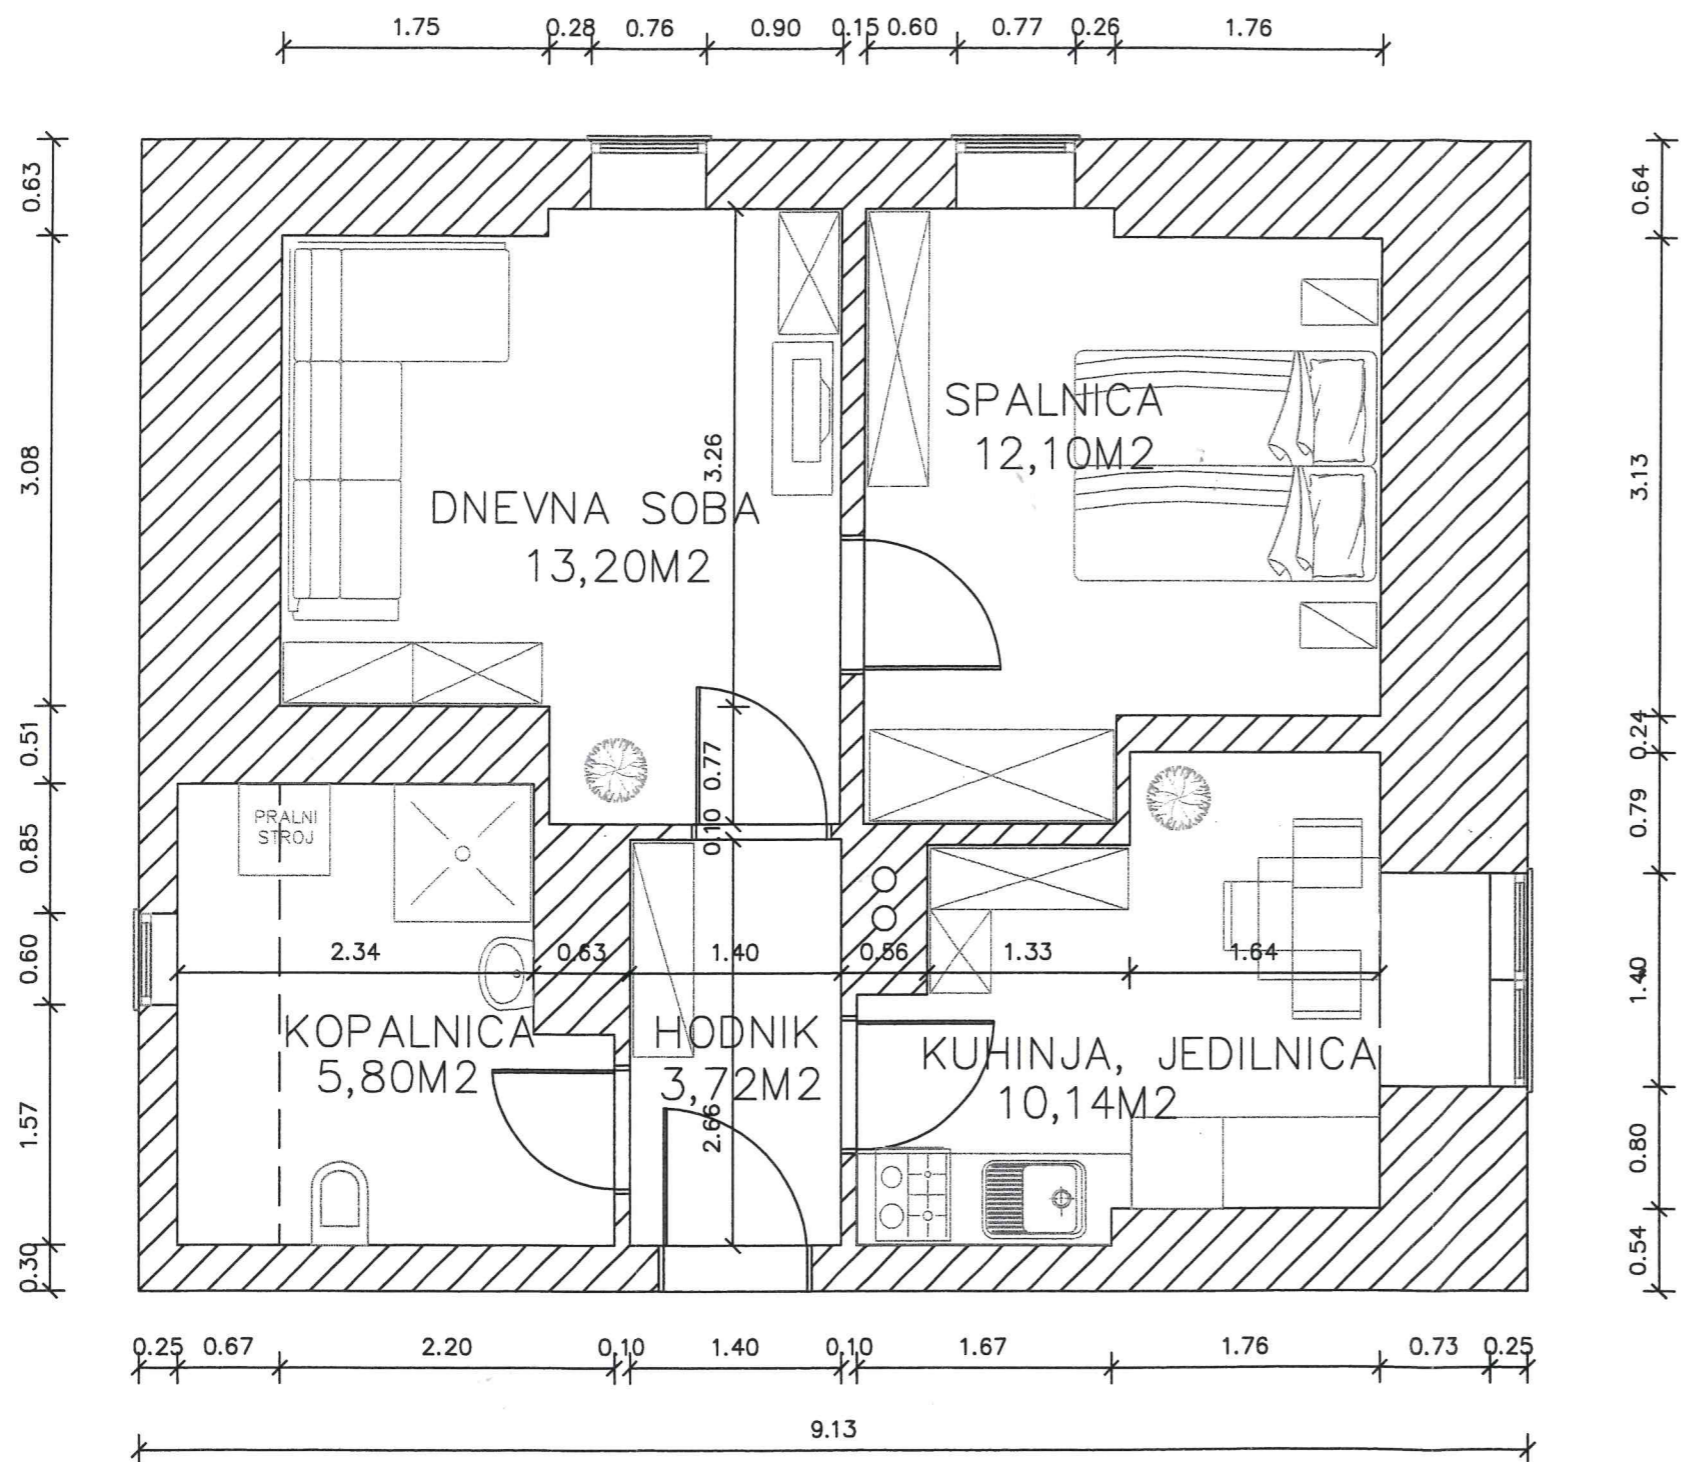 1.75 0.28 0.76 0.90 0.15 0.60 0.77 0.26 1.76
0.63
3.08
0.51
0.85
0.60
1.57
0.30
0.64
3.13
0.24
0.79
1.40
0.80
0.54
SPALNICA
12,10M2
3.26
DNEVNA SOBA
13,20M2
0.77
0.10
PRALNI
STROJ
2.34 0.63 1.40 0.56 1.33 1.64
KOPALNICA
5,80M2
HODNIK
3,72M2
2.66
KUHINJA, JEDILNICA
10,14M2
0.25 0.67 2.20 0.10 1.40 0.10 1.67 1.76 0.73 0.25
9.13